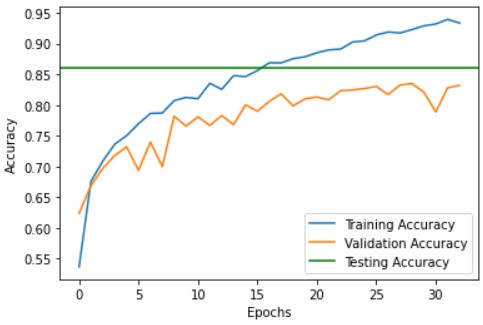 0.95
0.90
0.85
0.80
0.75
0.70
0.65
0.60
0.55
Accuracy
Training Accuracy
Validation Accuracy
Testing Accuracy
0 5 10 15 20 25 30
Epochs